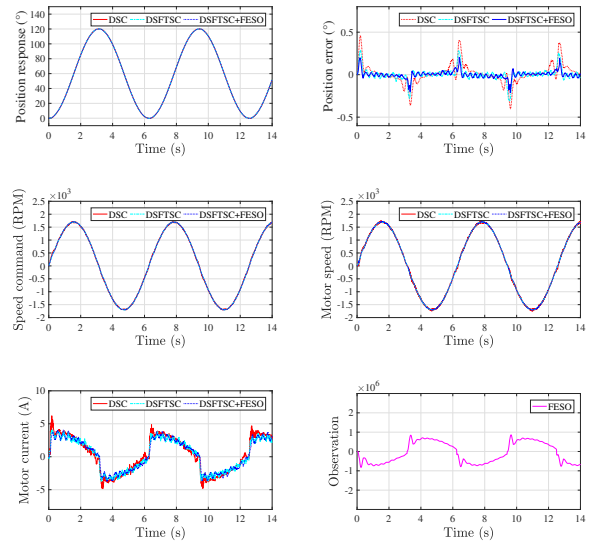 DSC DSFTSC DSFTSC+FESO
Position response (°)
140
120
100
80
60
40
20
0
0 2 4 6 8 10 12 14
Time (s)
DSC DSFTSC DSFTSC+FESO
Position error (°)
0.5
0
-0.5
0 2 4 6 8 10 12 14
Time (s)
×10³
DSC DSFTSC DSFTSC+FESO
Speed command (RPM)
2.5
2
1.5
1
0.5
0
-0.5
-1
-1.5
-2
0 2 4 6 8 10 12 14
Time (s)
×10³
DSC DSFTSC DSFTSC+FESO
Motor speed (RPM)
2.5
2
1.5
1
0.5
0
-0.5
-1
-1.5
-2
0 2 4 6 8 10 12 14
Time (s)
DSC DSFTSC DSFTSC+FESO
Motor current (A)
10
5
0
-5
0 2 4 6 8 10 12 14
Time (s)
×10⁶
FESO
Observation
2
1
0
-1
-2
0 2 4 6 8 10 12 14
Time (s)